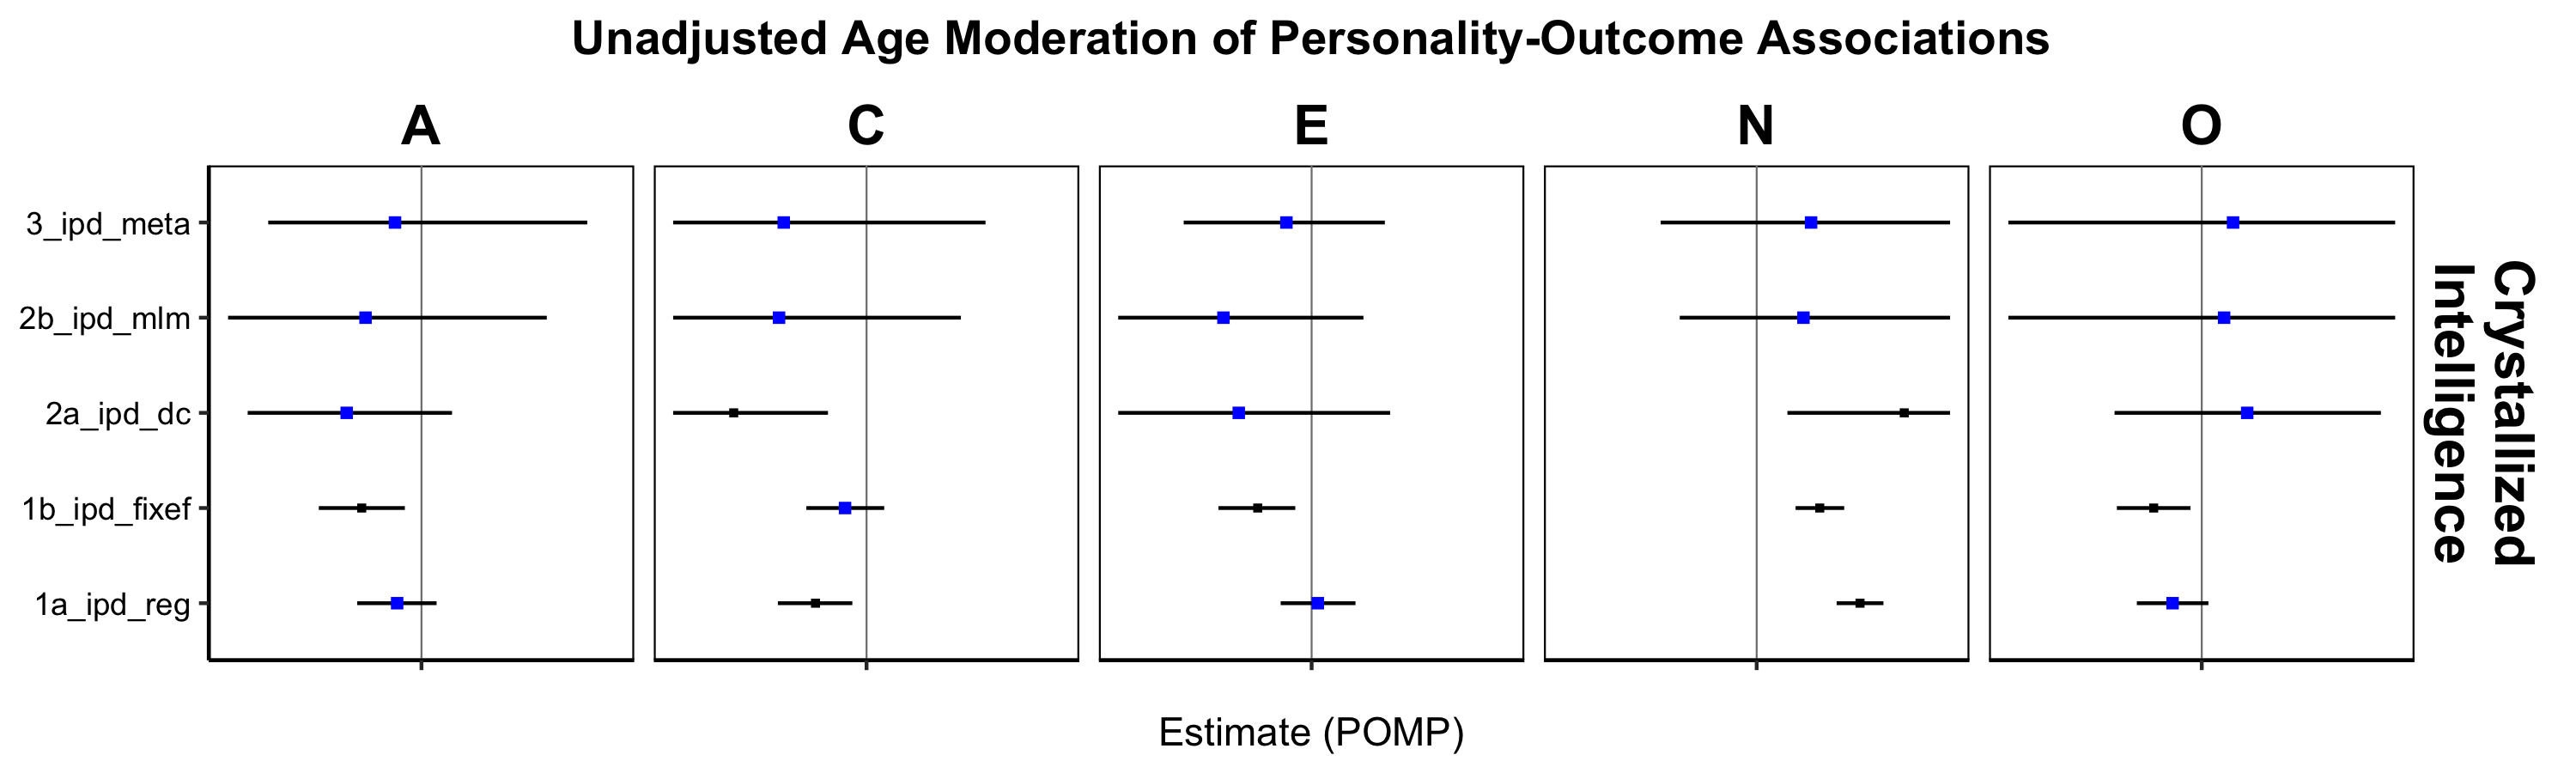 Unadjusted Age Moderation of Personality-Outcome Associations
A
C
E
N
O
3_ipd_meta
2b_ipd_mlm
2a_ipd_dc
1b_ipd_fixef
1a_ipd_reg
Crystallized
Intelligence
Estimate (POMP)